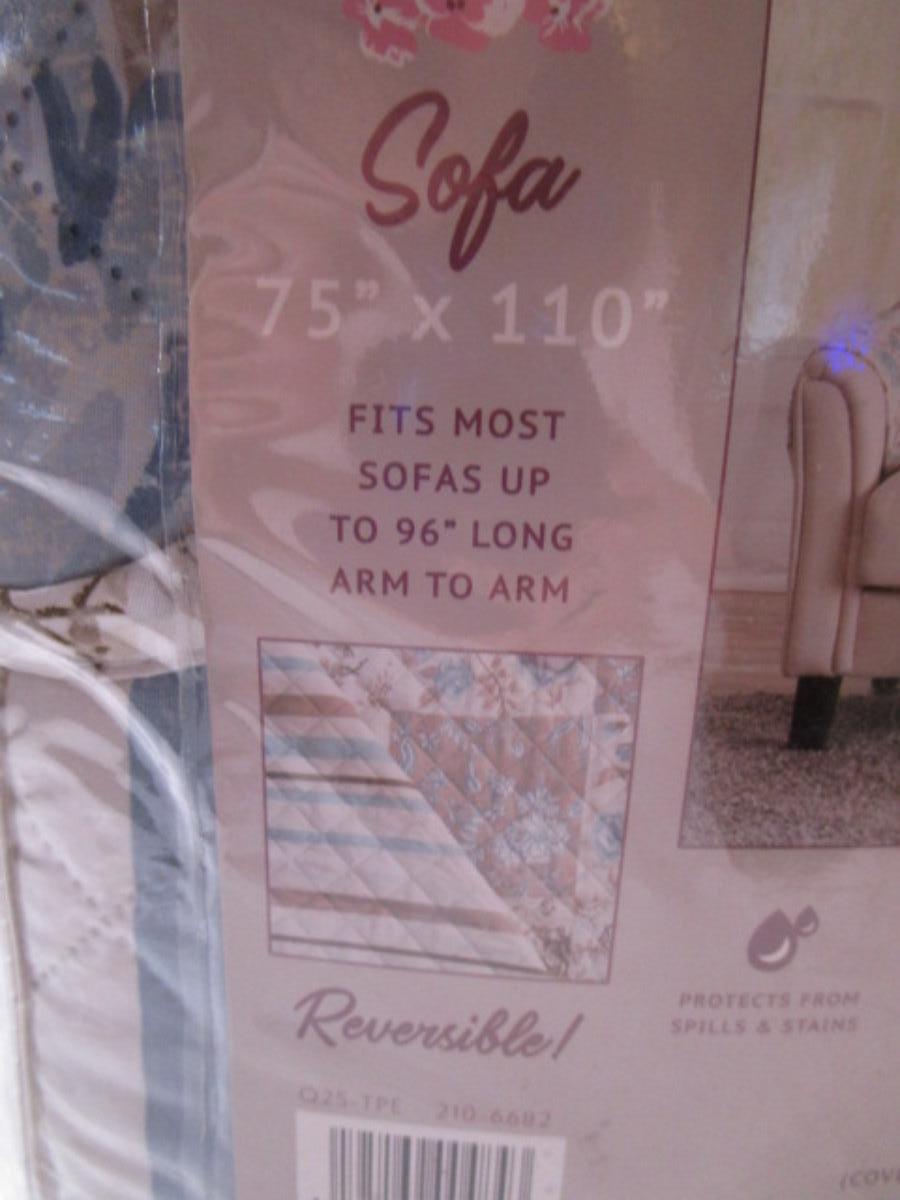 Sofa
75" x 110"
FITS MOST
SOFAS UP
TO 96" LONG
ARM TO ARM
Reversible!
PROTECTS FROM
SPILLS & STAINS
Q25-TPE 210-6682
(COVE